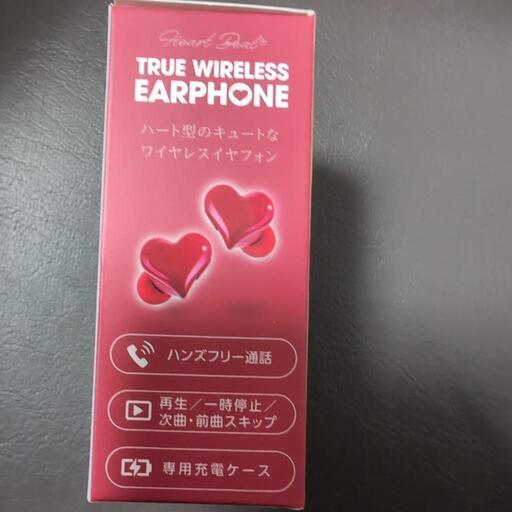 Heart Beat
TRUE WIRELESS
EARPHONE
ハート型のキュートな
ワイヤレスイヤフォン
ハンズフリー通話
再生／一時停止／
次曲・前曲スキップ
専用充電ケース